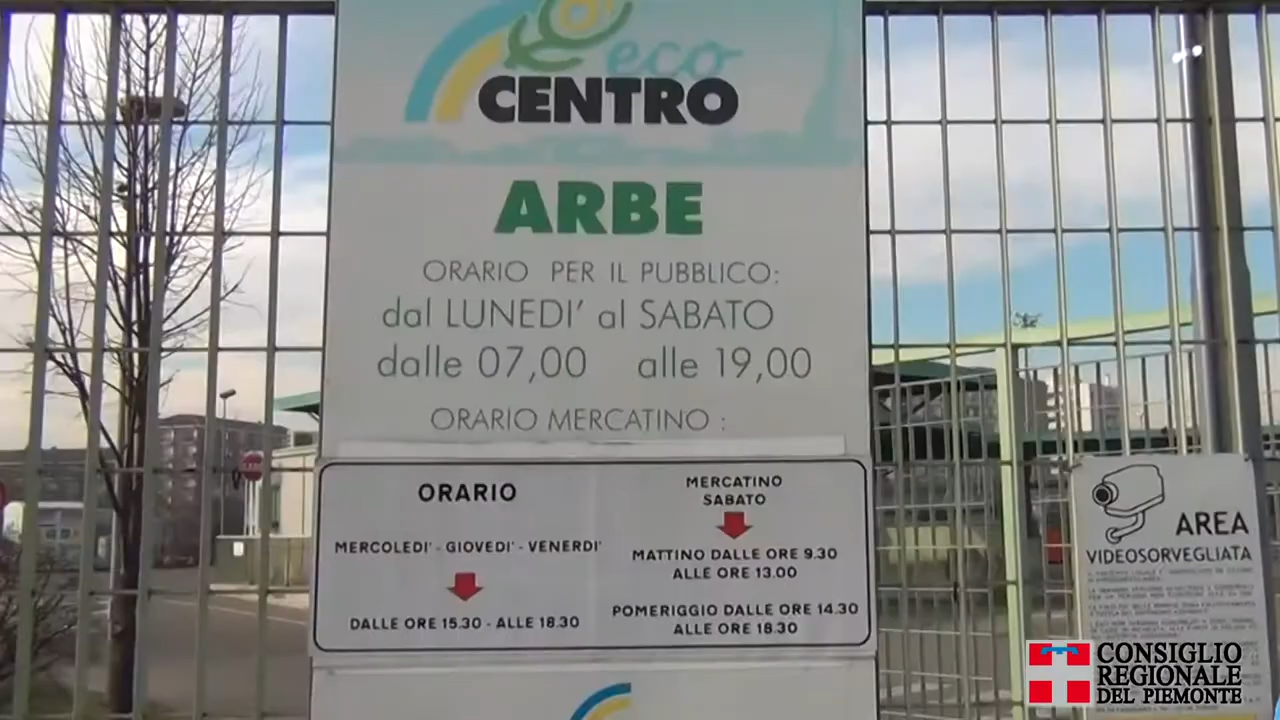 eco
CENTRO
ARBE
ORARIO PER IL PUBBLICO:
dal LUNEDI' al SABATO
dalle 07,00 alle 19,00
ORARIO MERCATINO :
ORARIO
MERCOLEDI' - GIOVEDI' - VENERDI'
DALLE ORE 15.30 - ALLE 18.30
MERCATINO
SABATO
MATTINO DALLE ORE 9.30
ALLE ORE 13.00
POMERIGGIO DALLE ORE 14.30
ALLE ORE 18.30
AREA
VIDEOSORVEGLIATA
CONSIGLIO
REGIONALE
DEL PIEMONTE